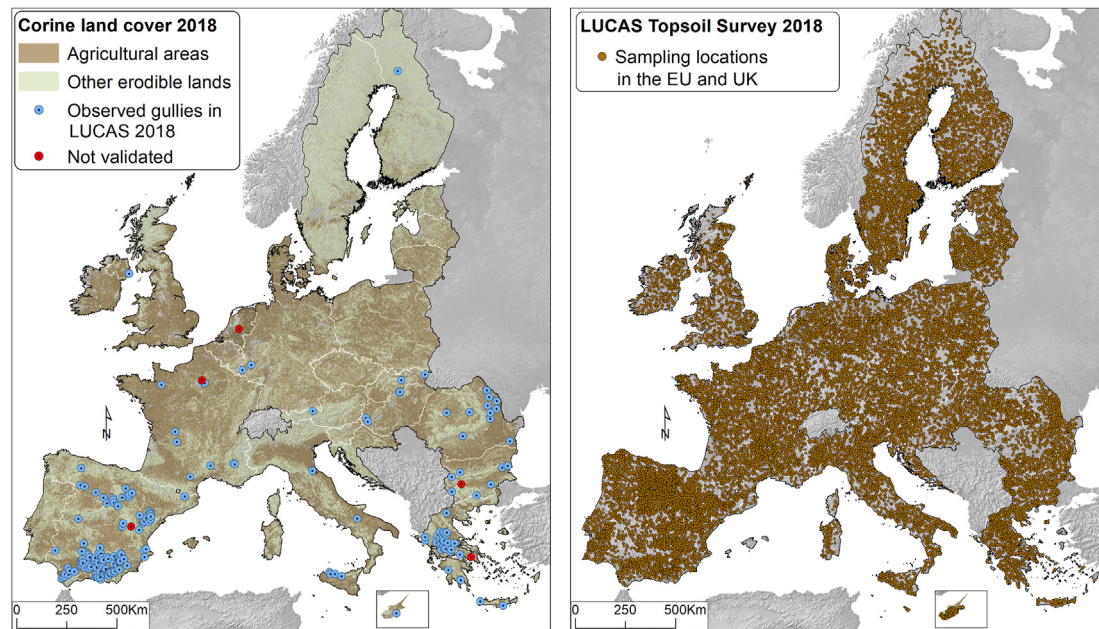 Corine land cover 2018
Agricultural areas
Other erodible lands
Observed gullies in
LUCAS 2018
Not validated
N
0 250 500Km
LUCAS Topsoil Survey 2018
Sampling locations
in the EU and UK
N
0 250 500Km